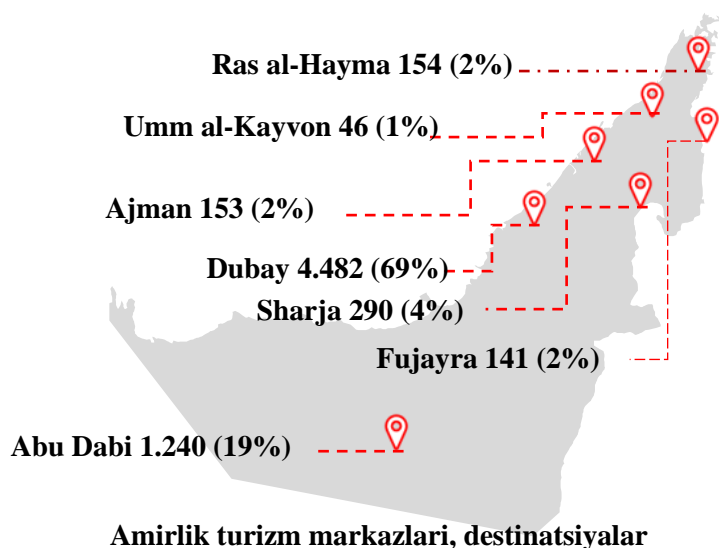 Ras al-Hayma 154 (2%)
Umm al-Kayvon 46 (1%)
Ajman 153 (2%)
Dubay 4.482 (69%)
Sharja 290 (4%)
Fujayra 141 (2%)
Abu Dabi 1.240 (19%)
Amirlik turizm markazlari, destinatsiyalar